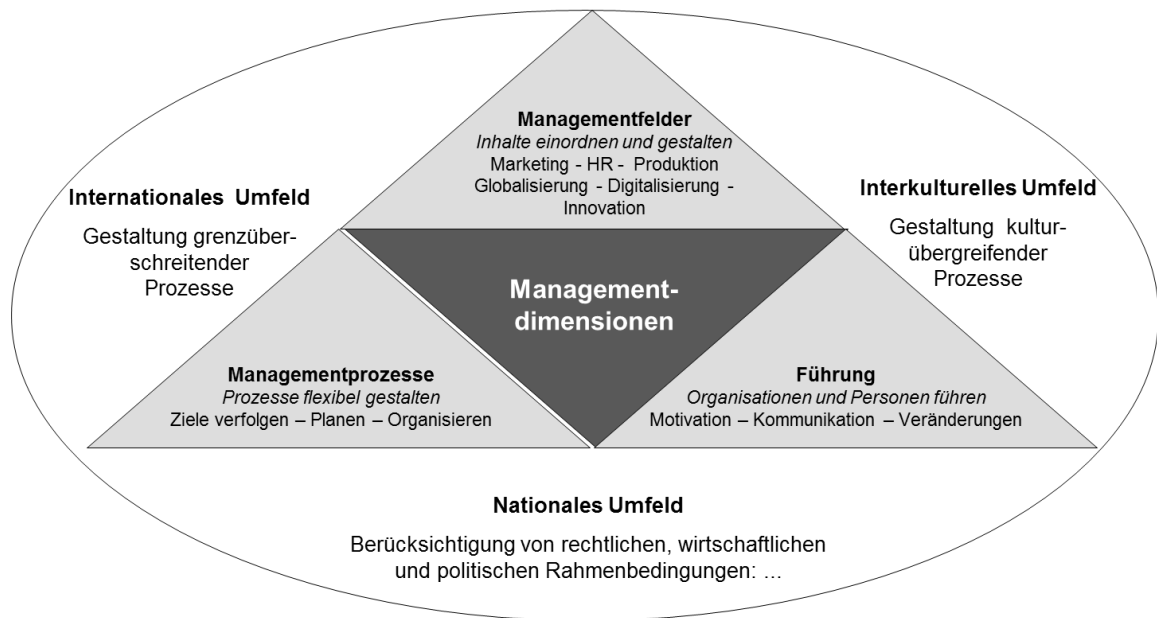 Managementfelder
Inhalte einordnen und gestalten
Marketing - HR - Produktion
Globalisierung - Digitalisierung -
Innovation
Internationales Umfeld
Gestaltung grenzüber-
schreitender
Prozesse
Interkulturelles Umfeld
Gestaltung kultur-
übergreifender
Prozesse
Management-
dimensionen
Managementprozesse
Prozesse flexibel gestalten
Ziele verfolgen – Planen – Organisieren
Führung
Organisationen und Personen führen
Motivation – Kommunikation – Veränderungen
Nationales Umfeld
Berücksichtigung von rechtlichen, wirtschaftlichen
und politischen Rahmenbedingungen: ...